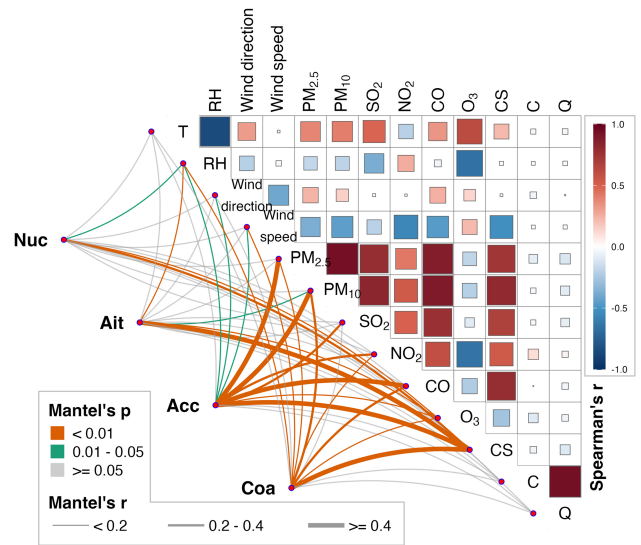 RH
Wind direction
Wind speed
PM2.5
PM10
SO2
NO2
CO
O3
CS
C
Q
T
RH
Wind
direction
Wind
speed
PM2.5
PM10
SO2
NO2
CO
O3
CS
C
Q
Nuc
Ait
Acc
Coa
1.0
0.5
0.0
-0.5
-1.0
Spearman's r
Mantel's p
< 0.01
0.01 - 0.05
>= 0.05
Mantel's r
< 0.2
0.2 - 0.4
>= 0.4